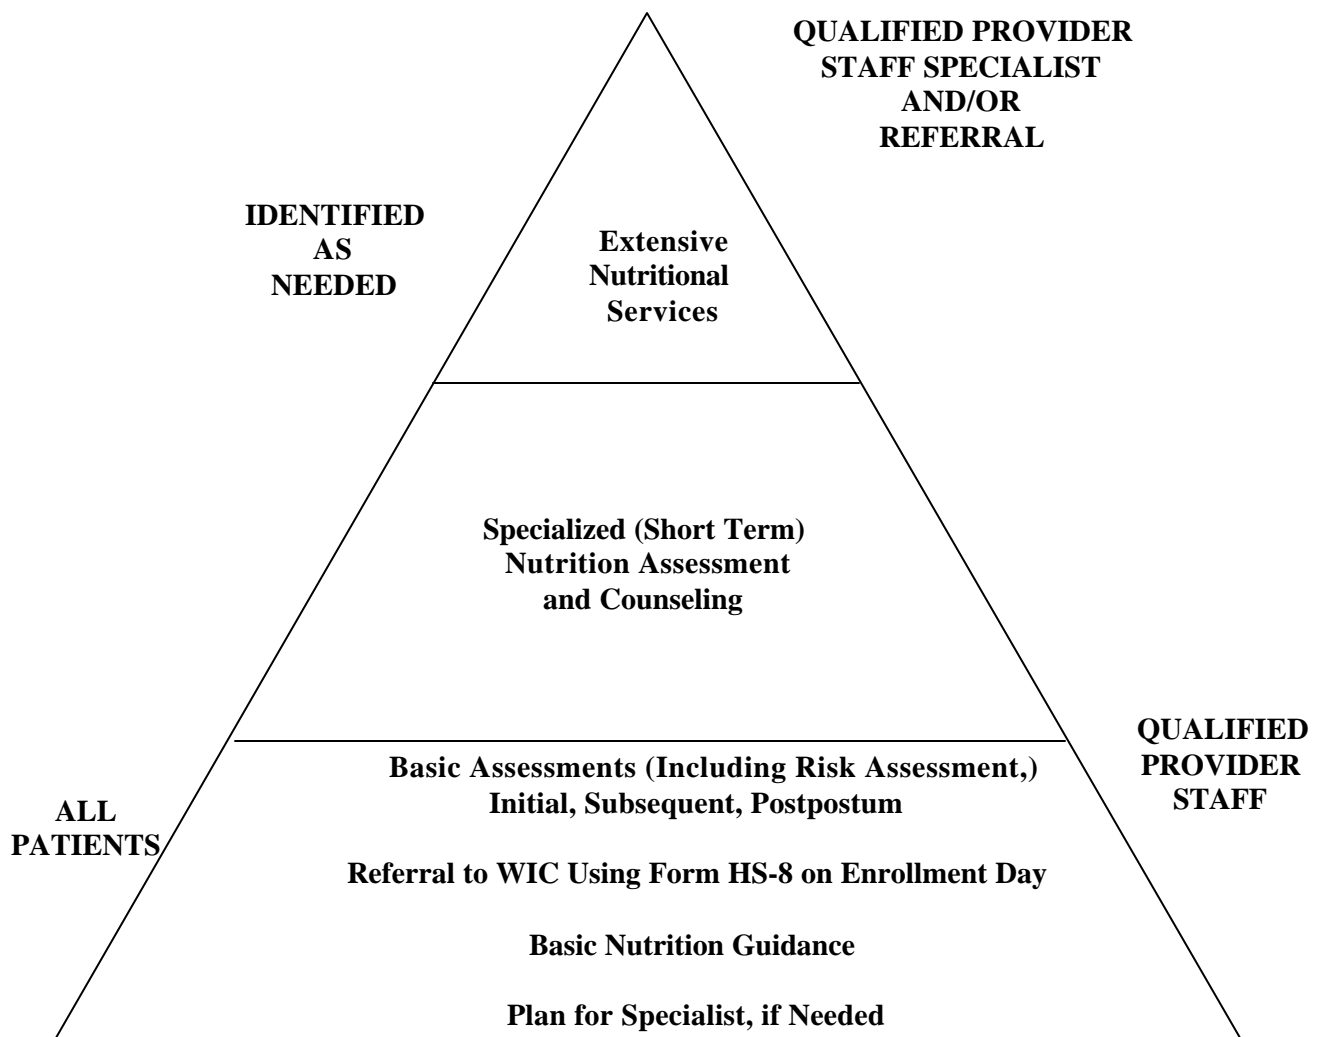 QUALIFIED PROVIDER
STAFF SPECIALIST
AND/OR
REFERRAL
IDENTIFIED
AS
NEEDED
Extensive
Nutritional
Services
Specialized (Short Term)
Nutrition Assessment
and Counseling
QUALIFIED
PROVIDER
STAFF
ALL
PATIENTS
Basic Assessments (Including Risk Assessment,)
Initial, Subsequent, Postpostum
Referral to WIC Using Form HS-8 on Enrollment Day
Basic Nutrition Guidance
Plan for Specialist, if Needed